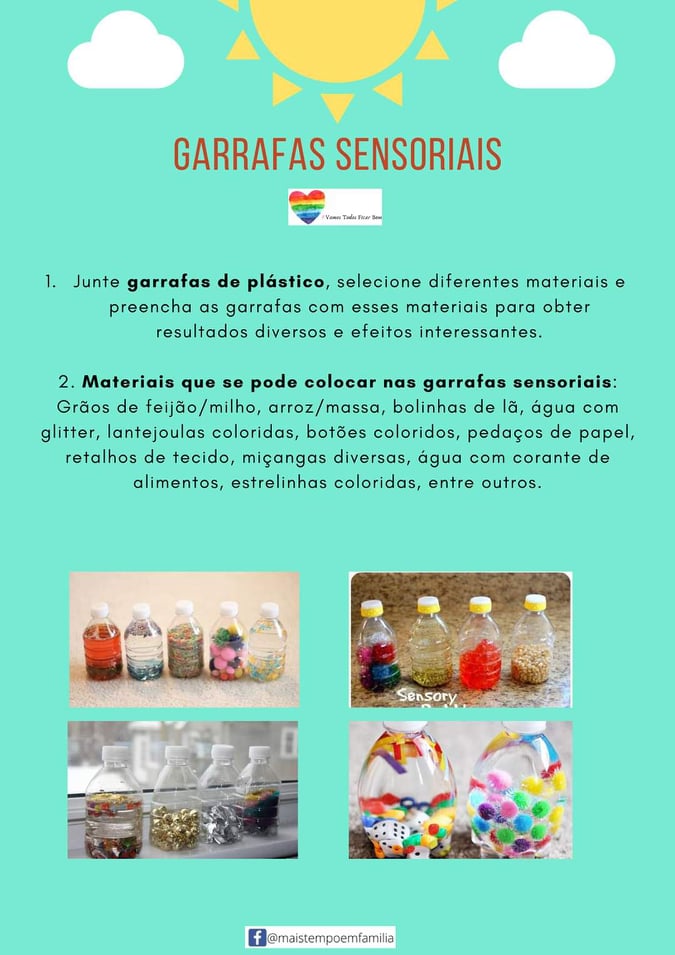 GARRAFAS SENSORIAIS
Vamos Todos Ficar Bem
1. Junte garrafas de plástico, selecione diferentes materiais e
preencha as garrafas com esses materiais para obter
resultados diversos e efeitos interessantes.
2. Materiais que se pode colocar nas garrafas sensoriais:
Grãos de feijão/milho, arroz/massa, bolinhas de lã, água com
glitter, lantejoulas coloridas, botões coloridos, pedaços de papel,
retalhos de tecido, miçangas diversas, água com corante de
alimentos, estrelinhas coloridas, entre outros.
Sensory
@maistempoemfamilia